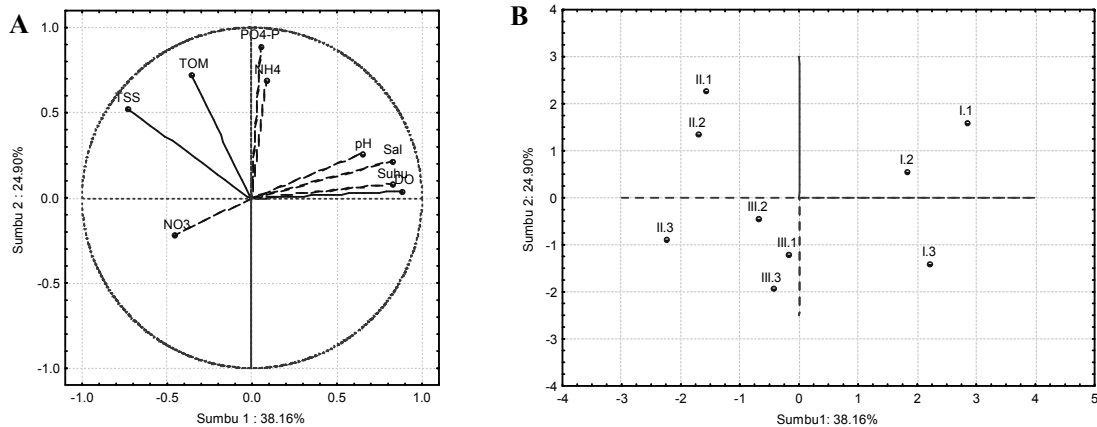 A
1.0
0.5
0.0
-0.5
-1.0
Sumbu 2 : 24.90%
PO4-P
TOM
NH4
TSS
pH
Sal
Suhu
DO
NO3
-1.0
-0.5
0.0
0.5
1.0
Sumbu 1 : 38.16%
B
4
3
2
1
0
-1
-2
-3
-4
Sumbu 2: 24.90%
II.1
I.1
II.2
I.2
III.2
II.3
III.1
I.3
III.3
-4
-3
-2
-1
0
1
2
3
4
5
Sumbu1: 38.16%